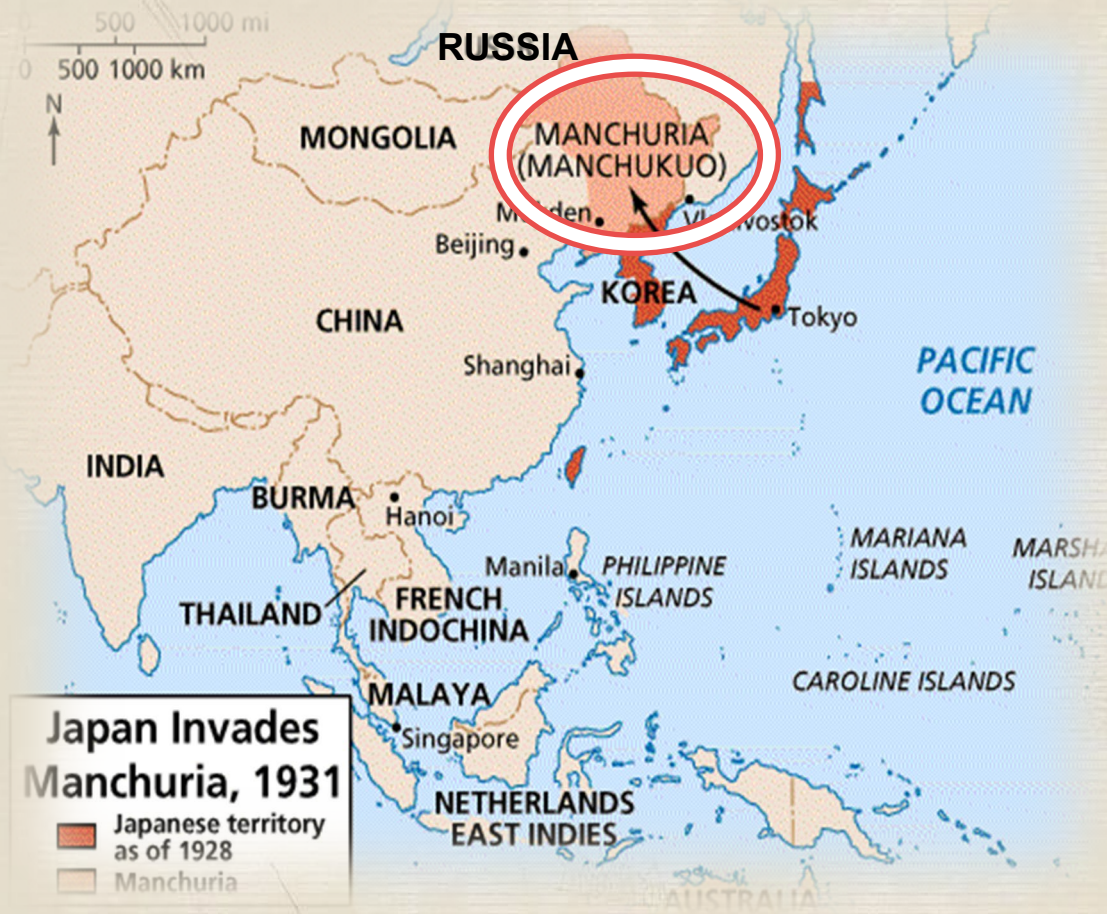 0 500 1000 mi
0 500 1000 km
N
RUSSIA
MONGOLIA
MANCHURIA
(MANCHUKUO)
Beijing
KOREA
Tokyo
CHINA
Shanghai
PACIFIC
OCEAN
INDIA
BURMA
Hanoi
Manila
PHILIPPINE
ISLANDS
MARIANA
ISLANDS
THAILAND
FRENCH
INDOCHINA
CAROLINE ISLANDS
MALAYA
Singapore
NETHERLANDS
EAST INDIES
AUSTRALIA
Japan Invades
Manchuria, 1931
Japanese territory
as of 1928
Manchuria